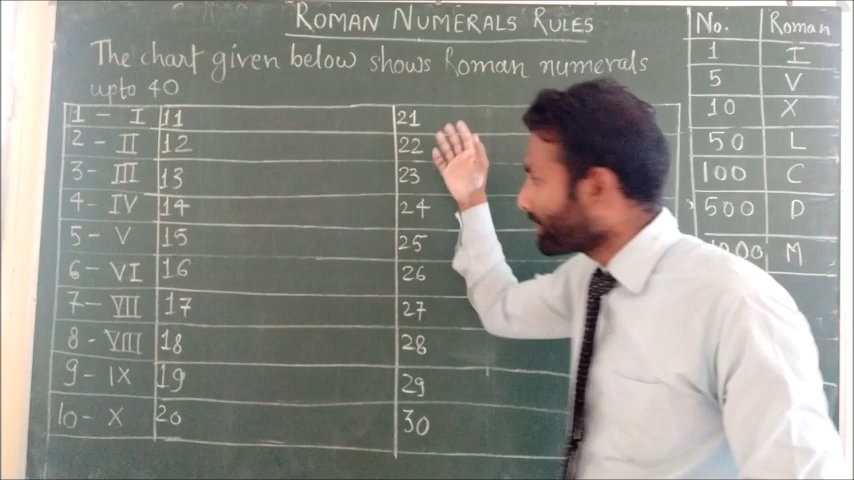 ROMAN NUMERALS RULES
The chart given below shows Roman numerals
upto 40
1 - I 11 21
2 - II 12 22
3 - III 13 23
4 - IV 14 24
5 - V 15 25
6 - VI 16 26
7 - VII 17 27
8 - VIII 18 28
9 - IX 19 29
10 - X 20 30
No. Roman
1 I
5 V
10 X
50 L
100 C
500 D
1000 M